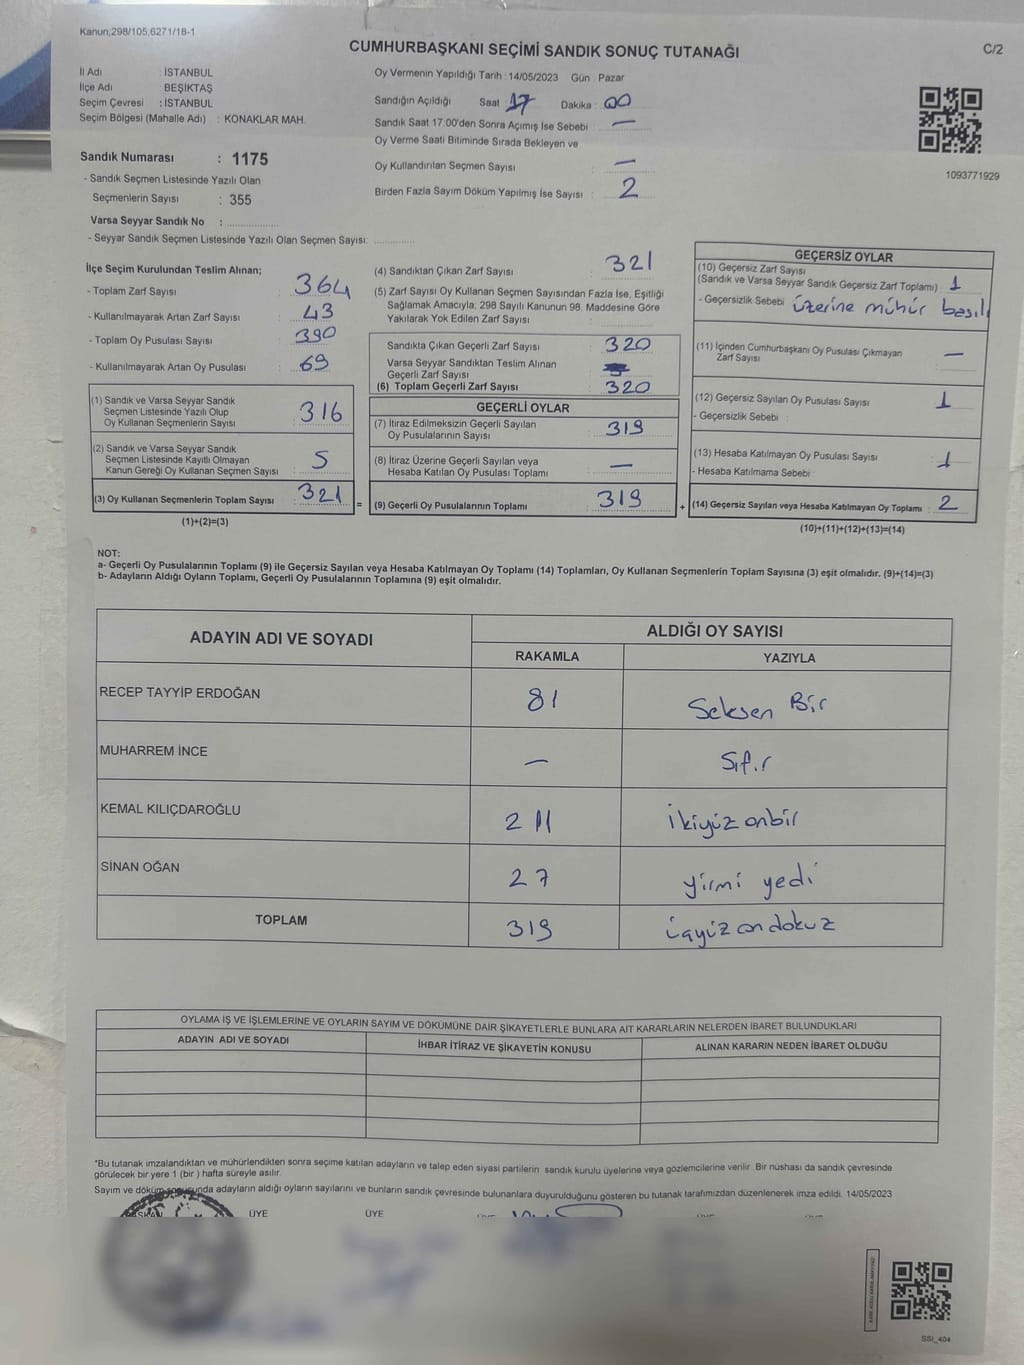 Kanun;298/105,6271/18-1
CUMHURBAŞKANI SEÇİMİ SANDIK SONUÇ TUTANAĞI
C/2
İl Adı : İSTANBUL
İlçe Adı : BEŞİKTAŞ
Seçim Çevresi : İSTANBUL
Seçim Bölgesi (Mahalle Adı) : KONAKLAR MAH.
Oy Vermenin Yapıldığı Tarih : 14/05/2023 Gün : Pazar
Sandığın Açıldığı Saat : 17 Dakika : 00
Sandık Saat 17:00'den Sonra Açımış İse Sebebi : —
Oy Verme Saati Bitiminde Sırada Bekleyen ve
Oy Kullandırılan Seçmen Sayısı : —
Birden Fazla Sayım Döküm Yapılmış İse Sayısı : 2
1093771929
Sandık Numarası : 1175
- Sandık Seçmen Listesinde Yazılı Olan
Seçmenlerin Sayısı : 355
Varsa Seyyar Sandık No :
- Seyyar Sandık Seçmen Listesinde Yazılı Olan Seçmen Sayısı:
İlçe Seçim Kurulundan Teslim Alınan;
- Toplam Zarf Sayısı : 364
- Kullanılmayarak Artan Zarf Sayısı : 43
- Toplam Oy Pusulası Sayısı : 390
- Kullanılmayarak Artan Oy Pusulası : 69
(1) Sandık ve Varsa Seyyar Sandık
Seçmen Listesinde Yazılı Olup
Oy Kullanan Seçmenlerin Sayısı : 316
(2) Sandık ve Varsa Seyyar Sandık
Seçmen Listesinde Kayıtlı Olmayan
Kanun Gereği Oy Kullanan Seçmen Sayısı : 5
(3) Oy Kullanan Seçmenlerin Toplam Sayısı : 321
(1)+(2)=(3)
=
(4) Sandıktan Çıkan Zarf Sayısı : 321
(5) Zarf Sayısı Oy Kullanan Seçmen Sayısından Fazla İse, Eşitliği
Sağlamak Amacıyla; 298 Sayılı Kanunun 98. Maddesine Göre
Yakılarak Yok Edilen Zarf Sayısı :
Sandıkta Çıkan Geçerli Zarf Sayısı : 320
Varsa Seyyar Sandıktan Teslim Alınan
Geçerli Zarf Sayısı :
(6) Toplam Geçerli Zarf Sayısı : 320
GEÇERLİ OYLAR
(7) İtiraz Edilmeksizin Geçerli Sayılan
Oy Pusulalarının Sayısı : 319
(8) İtiraz Üzerine Geçerli Sayılan veya
Hesaba Katılan Oy Pusulası Toplamı : —
(9) Geçerli Oy Pusulalarının Toplamı : 319
+
GEÇERSİZ OYLAR
(10) Geçersiz Zarf Sayısı
(Sandık ve Varsa Seyyar Sandık Geçersiz Zarf Toplamı) : 1
- Geçersizlik Sebebi : üzerine mühür basılı
(11) İçinden Cumhurbaşkanı Oy Pusulası Çıkmayan
Zarf Sayısı : —
(12) Geçersiz Sayılan Oy Pusulası Sayısı : 1
- Geçersizlik Sebebi :
(13) Hesaba Katılmayan Oy Pusulası Sayısı : 1
- Hesaba Katılmama Sebebi :
(14) Geçersiz Sayılan veya Hesaba Katılmayan Oy Toplamı : 2
(10)+(11)+(12)+(13)=(14)
NOT:
a- Geçerli Oy Pusulalarının Toplamı (9) ile Geçersiz Sayılan veya Hesaba Katılmayan Oy Toplamı (14) Toplamları, Oy Kullanan Seçmenlerin Toplam Sayısına (3) eşit olmalıdır. (9)+(14)=(3)
b- Adayların Aldığı Oyların Toplamı, Geçerli Oy Pusulalarının Toplamına (9) eşit olmalıdır.
ADAYIN ADI VE SOYADI
ALDIĞI OY SAYISI
RAKAMLA YAZIYLA
RECEP TAYYİP ERDOĞAN 81 Seksen Bir
MUHARREM İNCE — Sıfır
KEMAL KILIÇDAROĞLU 211 ikiyüz onbir
SİNAN OĞAN 27 yirmi yedi
TOPLAM 319 üçyüz on dokuz
OYLAMA İŞ VE İŞLEMLERİNE VE OYLARIN SAYIM VE DÖKÜMÜNE DAİR ŞİKAYETLERLE BUNLARA AİT KARARLARIN NELERDEN İBARET BULUNDUKLARI
ADAYIN ADI VE SOYADI İHBAR İTİRAZ VE ŞİKAYETİN KONUSU ALINAN KARARIN NEDEN İBARET OLDUĞU
*Bu tutanak imzalandıktan ve mühürlendikten sonra seçime katılan adayların ve talep eden siyasi partilerin sandık kurulu üyelerine veya gözlemcilerine verilir. Bir nüshası da sandık çevresinde
görülecek bir yere 1 (bir ) hafta süreyle asılır.
Sayım ve döküm sonucunda adayların aldığı oyların sayılarını ve bunların sandık çevresinde bulunanlara duyurulduğunu gösteren bu tutanak tarafımızdan düzenlenerek imza edildi. 14/05/2023
BAŞKAN ÜYE ÜYE
SSI_404